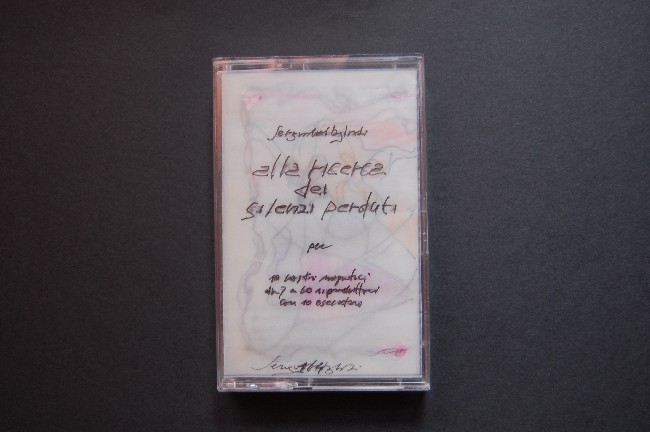 alla ricerca
dei
silenzi perduti
per
10 nastri magnetici
da 7 a 60 riproduttori
con 10 esecutori